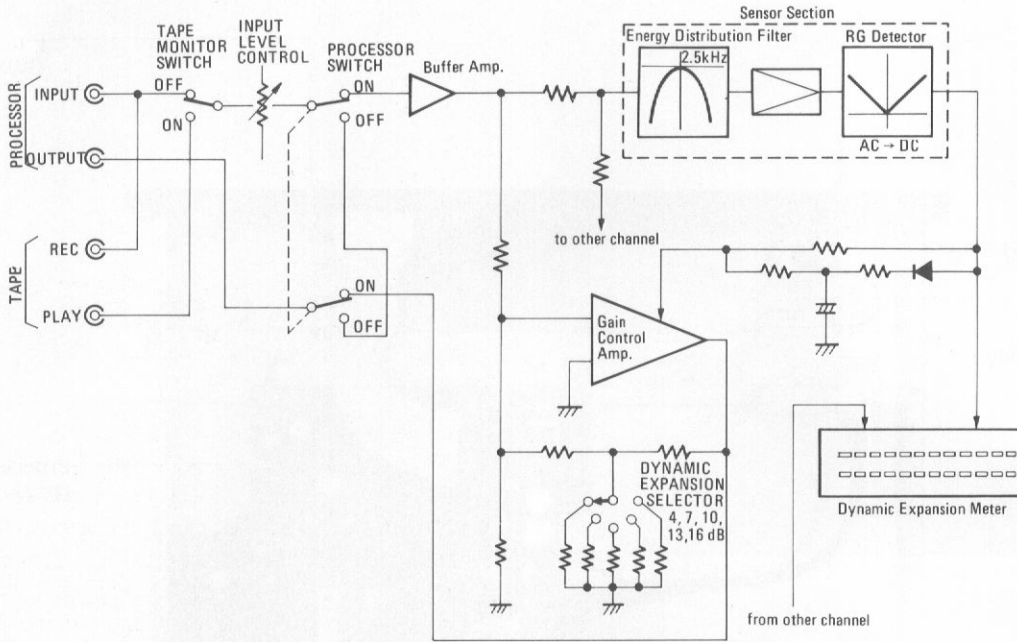 Sensor Section
TAPE
MONITOR
SWITCH
INPUT
LEVEL
CONTROL
PROCESSOR
SWITCH
Energy Distribution Filter
RG Detector
Buffer Amp.
2.5kHz
PROCESSOR
INPUT
OFF
ON
ON
OFF
OUTPUT
AC → DC
to other channel
TAPE
REC
PLAY
ON
OFF
Gain
Control
Amp.
DYNAMIC
EXPANSION
SELECTOR
4, 7, 10,
13,16 dB
Dynamic Expansion Meter
from other channel